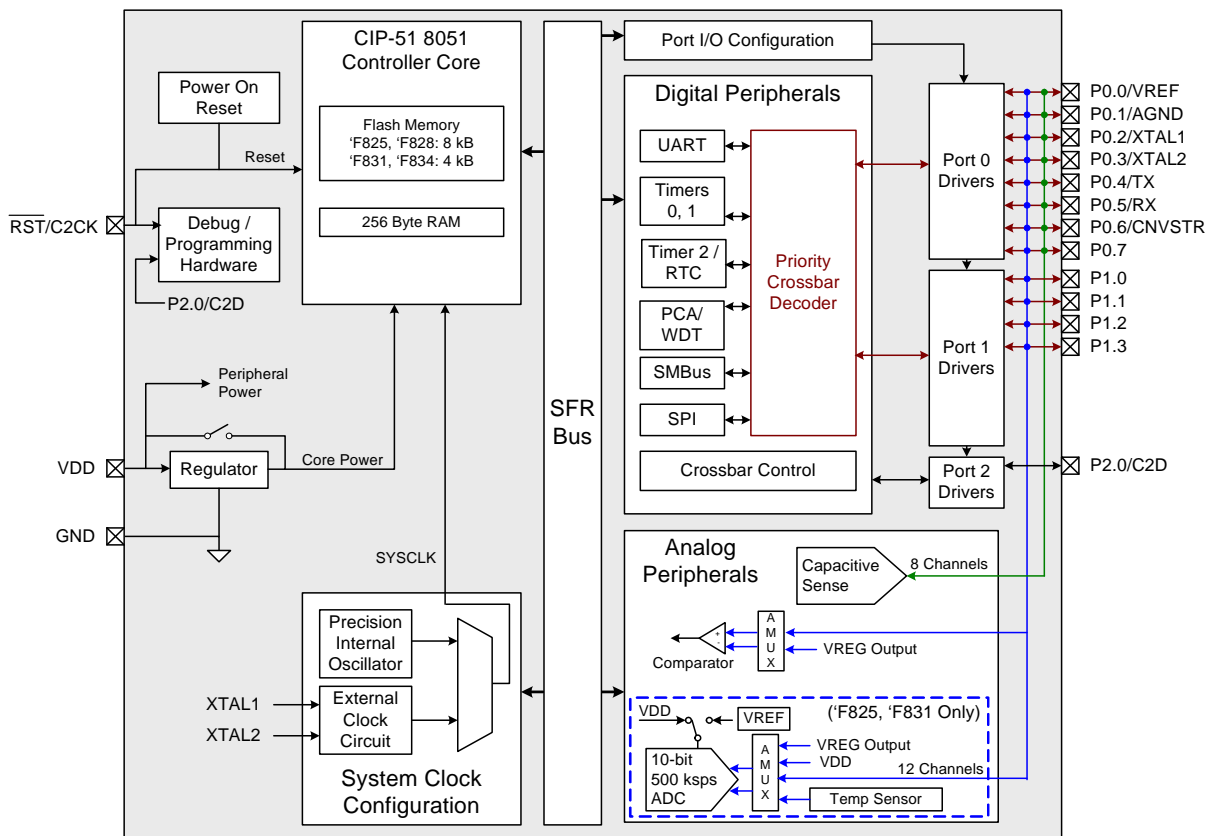 CIP-51 8051
Controller Core
Flash Memory
‘F825, ‘F828: 8 kB
‘F831, ‘F834: 4 kB
256 Byte RAM
Power On
Reset
Reset
RST/C2CK
Debug /
Programming
Hardware
P2.0/C2D
Peripheral
Power
VDD
Regulator
Core Power
GND
SYSCLK
Precision
Internal
Oscillator
XTAL1
XTAL2
External
Clock
Circuit
System Clock
Configuration
SFR
Bus
Port I/O Configuration
Digital Peripherals
UART
Timers
0, 1
Timer 2 /
RTC
PCA/
WDT
SMBus
SPI
Priority
Crossbar
Decoder
Crossbar Control
Port 0
Drivers
Port 1
Drivers
Port 2
Drivers
P0.0/VREF
P0.1/AGND
P0.2/XTAL1
P0.3/XTAL2
P0.4/TX
P0.5/RX
P0.6/CNVSTR
P0.7
P1.0
P1.1
P1.2
P1.3
P2.0/C2D
Analog
Peripherals
Capacitive
Sense
8 Channels
+
-
Comparator
A
M
U
X
VREG Output
(‘F825, ‘F831 Only)
VDD
VREF
10-bit
500 ksps
ADC
A
M
U
X
VREG Output
VDD
12 Channels
Temp Sensor